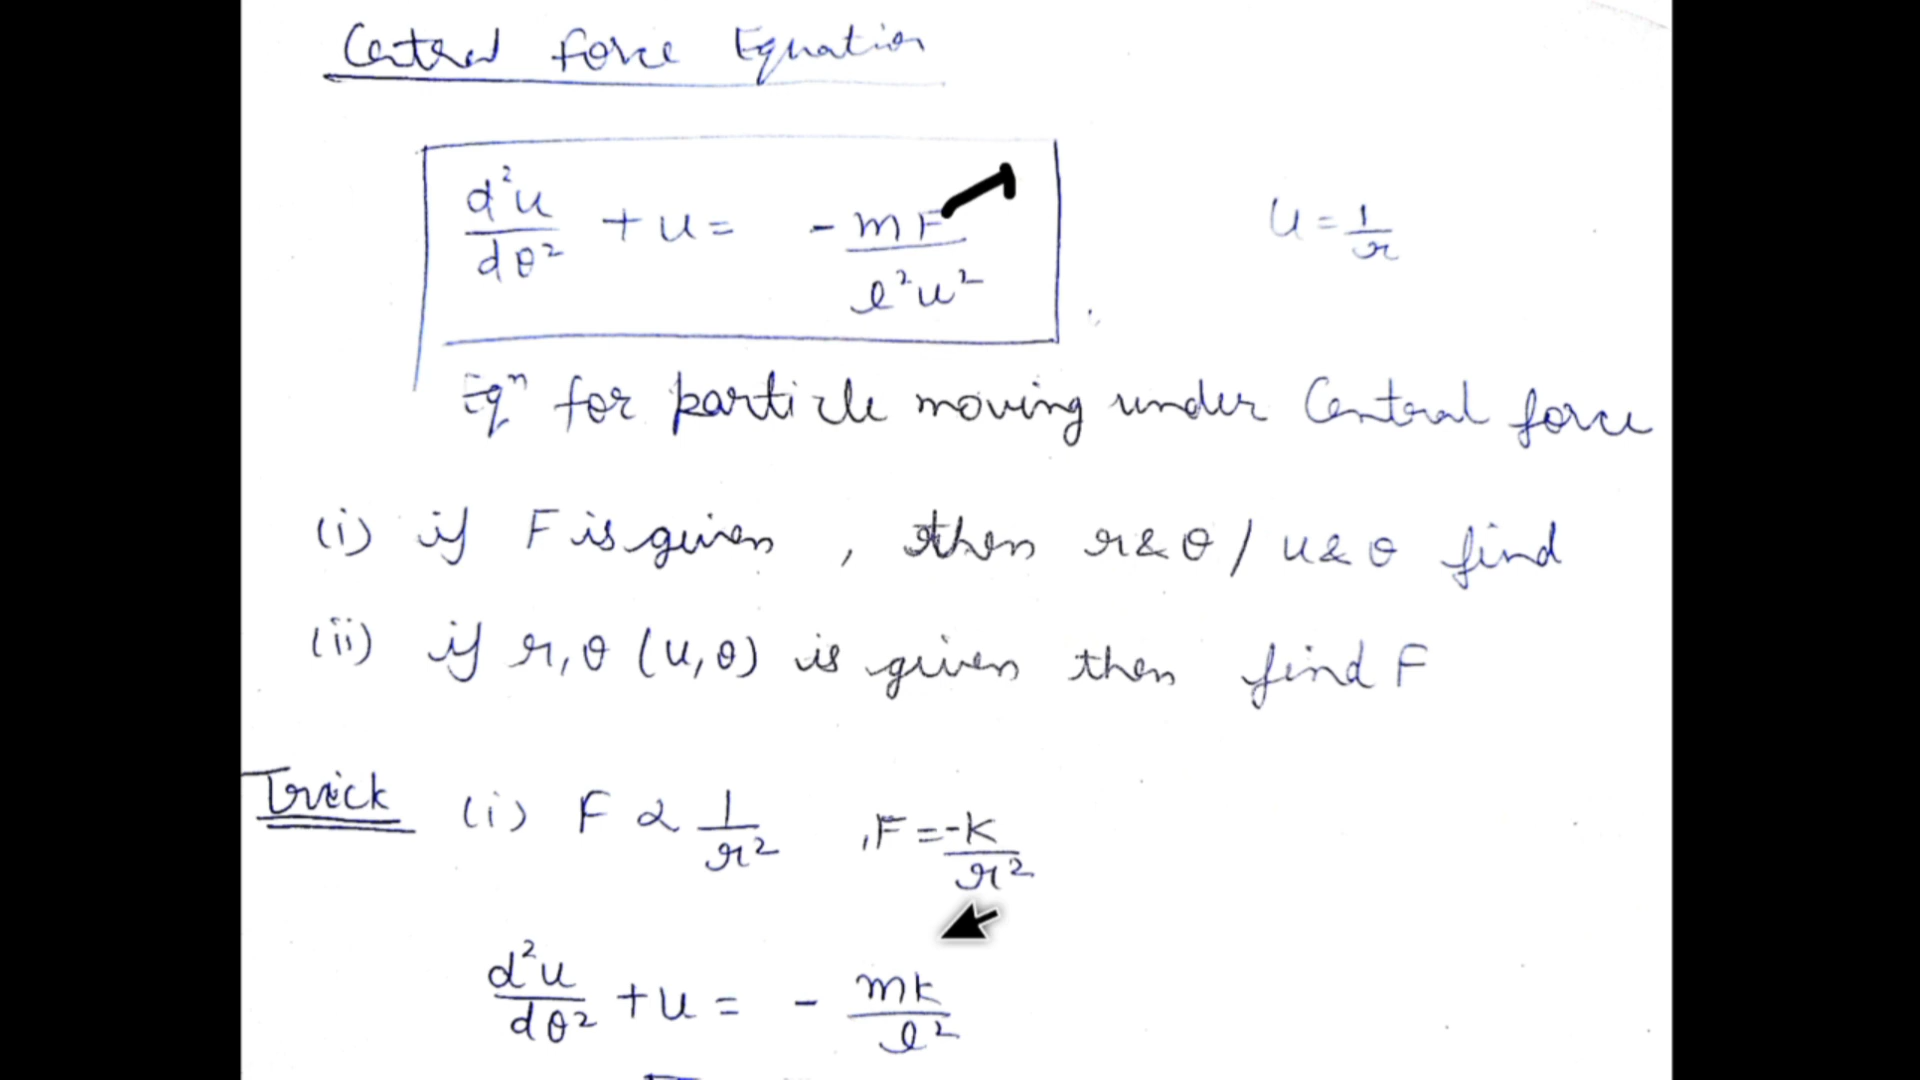 Central Force Equation
d²u/dθ² + u = - mF/l²u²
u = 1/r
Eqⁿ for particle moving under Central force
(i) if F is given , then r & θ / u & θ find
(ii) if r, θ (u, θ) is given then find F
Trick (i) F ∝ 1/r² , F = -K/r²
d²u/dθ² + u = - mk/l²